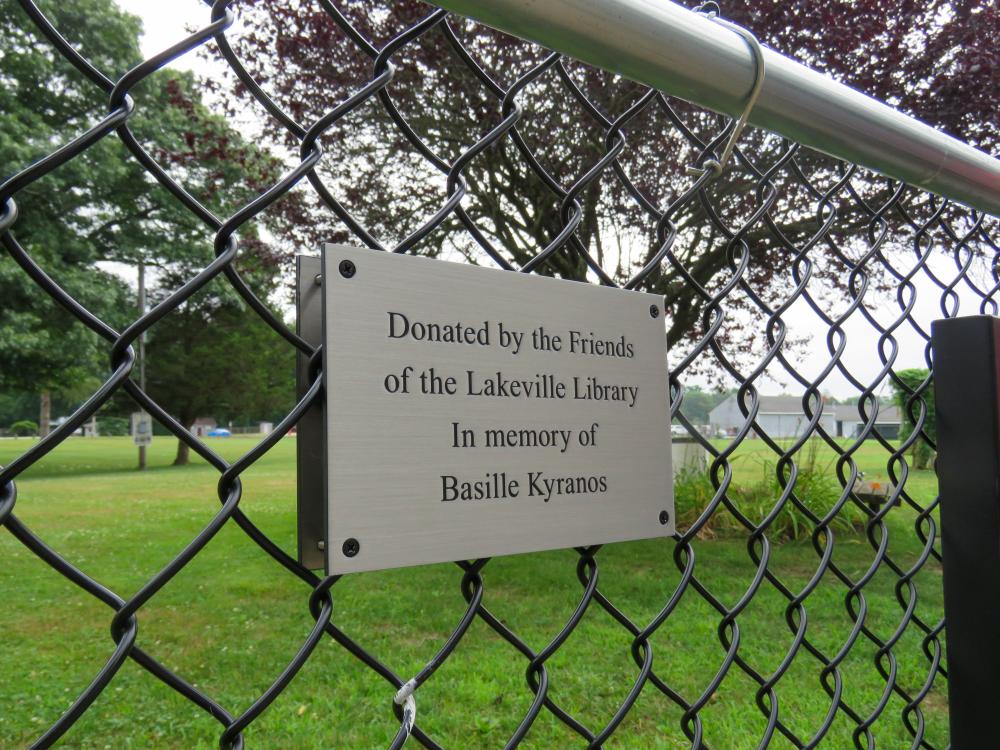 Donated by the Friends
of the Lakeville Library
In memory of
Basille Kyranos